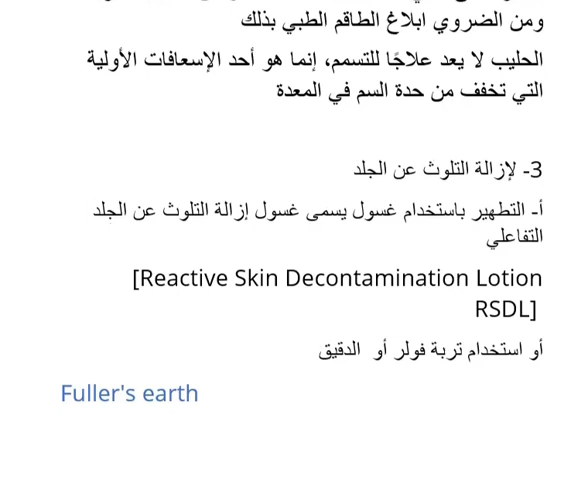 ومن الضروي ابلاغ الطاقم الطبي بذلك
الحليب لا يعد علاجًا للتسمم، إنما هو أحد الإسعافات الأولية
التي تخفف من حدة السم في المعدة
3- لإزالة التلوث عن الجلد
أ- التطهير باستخدام غسول يسمى غسول إزالة التلوث عن الجلد
التفاعلي
[Reactive Skin Decontamination Lotion
RSDL]
أو استخدام تربة فولر أو الدقيق
Fuller's earth